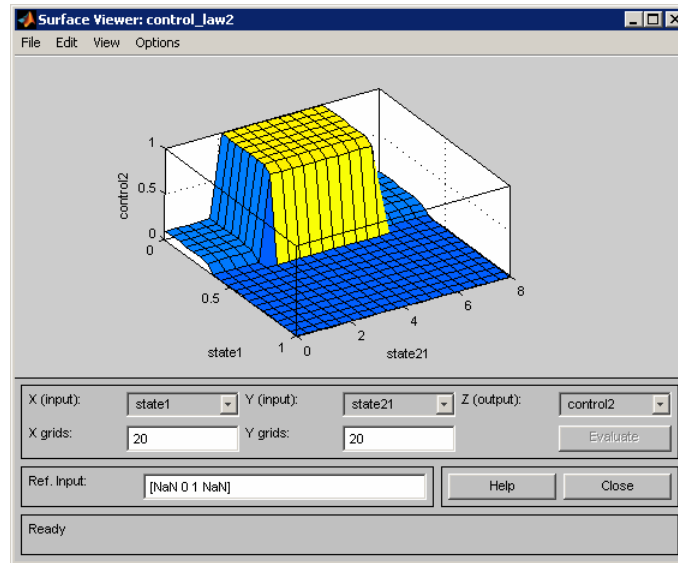 Surface Viewer: control_law2
File Edit View Options
1
0.5
0
control2
0
0.5
1
state1
0
2
4
6
8
state21
X (input): state1 Y (input): state21 Z (output): control2
X grids: 20 Y grids: 20 Evaluate
Ref. Input: [NaN 0 1 NaN] Help Close
Ready